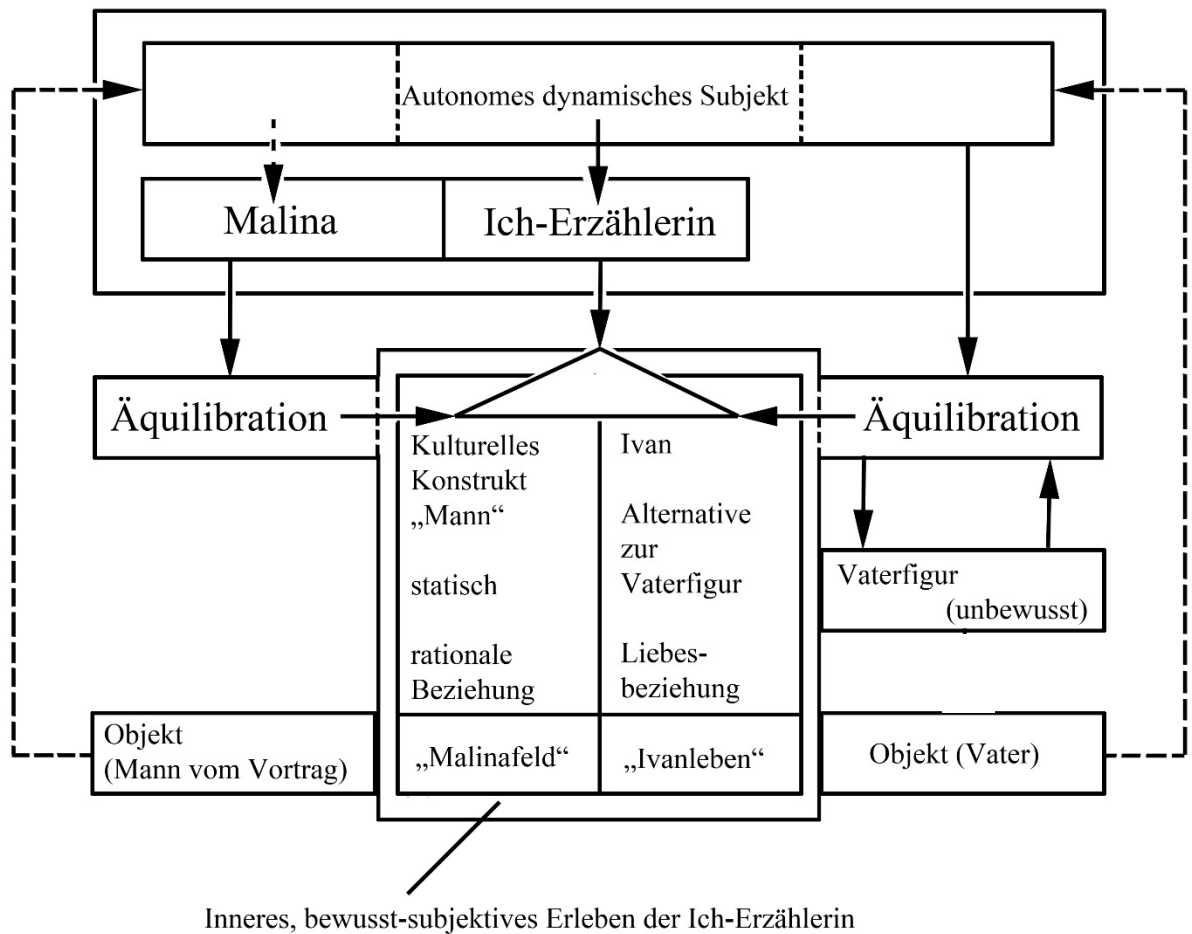 Autonomes dynamisches Subjekt
Malina
Ich-Erzählerin
Äquilibration
Äquilibration
Kulturelles
Konstrukt
„Mann“
statisch
rationale
Beziehung
Ivan
Alternative
zur
Vaterfigur
Liebes-
beziehung
Vaterfigur
(unbewusst)
Objekt
(Mann vom Vortrag)
„Malinafeld“
„Ivanleben“
Objekt (Vater)
Inneres, bewusst-subjektives Erleben der Ich-Erzählerin